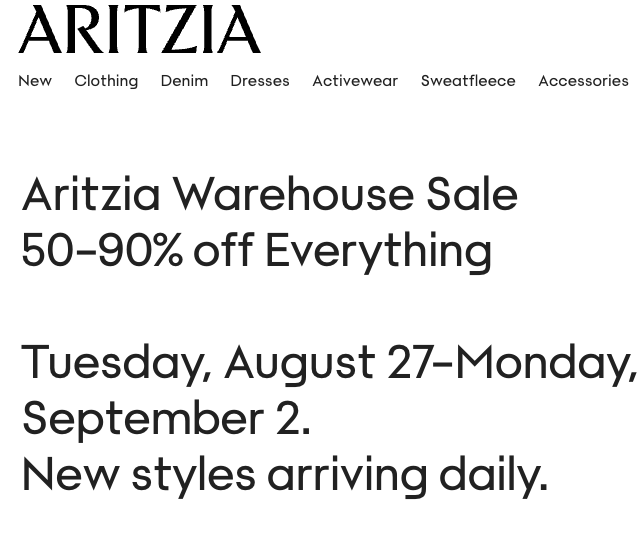 ARITZIA
New Clothing Denim Dresses Activewear Sweatfleece Accessories
Aritzia Warehouse Sale
50–90% off Everything
Tuesday, August 27–Monday,
September 2.
New styles arriving daily.